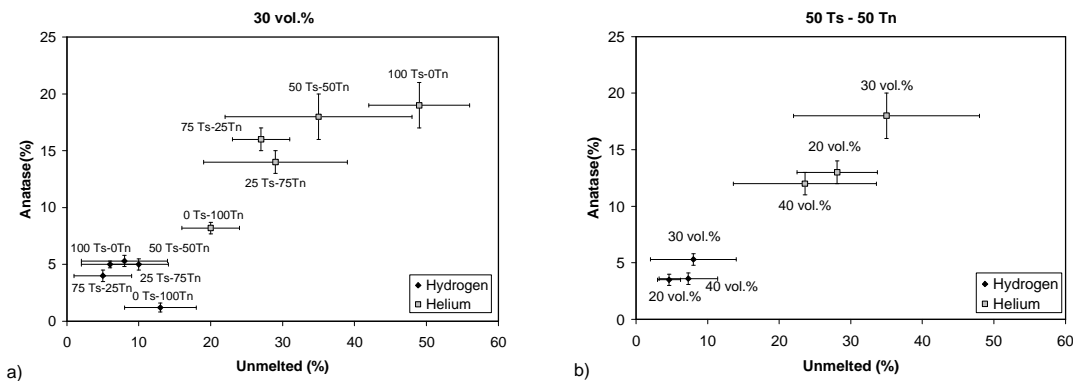 30 vol.%
25
20
15
10
5
0
Anatase(%)
100 Ts-0Tn
50 Ts-50Tn
75 Ts-25Tn
25 Ts-75Tn
0 Ts-100Tn
100 Ts-0Tn
50 Ts-50Tn
75 Ts-25Tn
25 Ts-75Tn
0 Ts-100Tn
Hydrogen
Helium
0 10 20 30 40 50 60
Unmelted (%)
a)
50 Ts - 50 Tn
25
20
15
10
5
0
Anatase (%)
30 vol.%
20 vol.%
40 vol.%
30 vol.%
20 vol.%
40 vol.%
Hydrogen
Helium
0 10 20 30 40 50 60
Unmelted (%)
b)